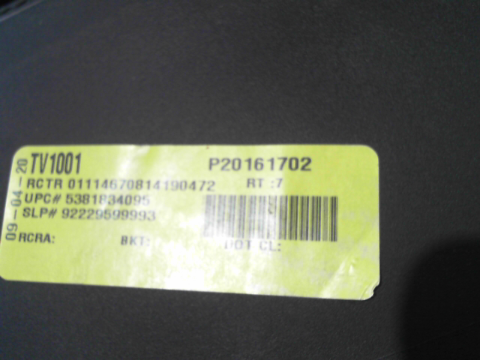 TV1001 P20161702
RCTR 01114670814190472 RT :7
UPC# 5381834095
SLP# 92229599993
RCRA: BKT: DOT CL:
09-04-20